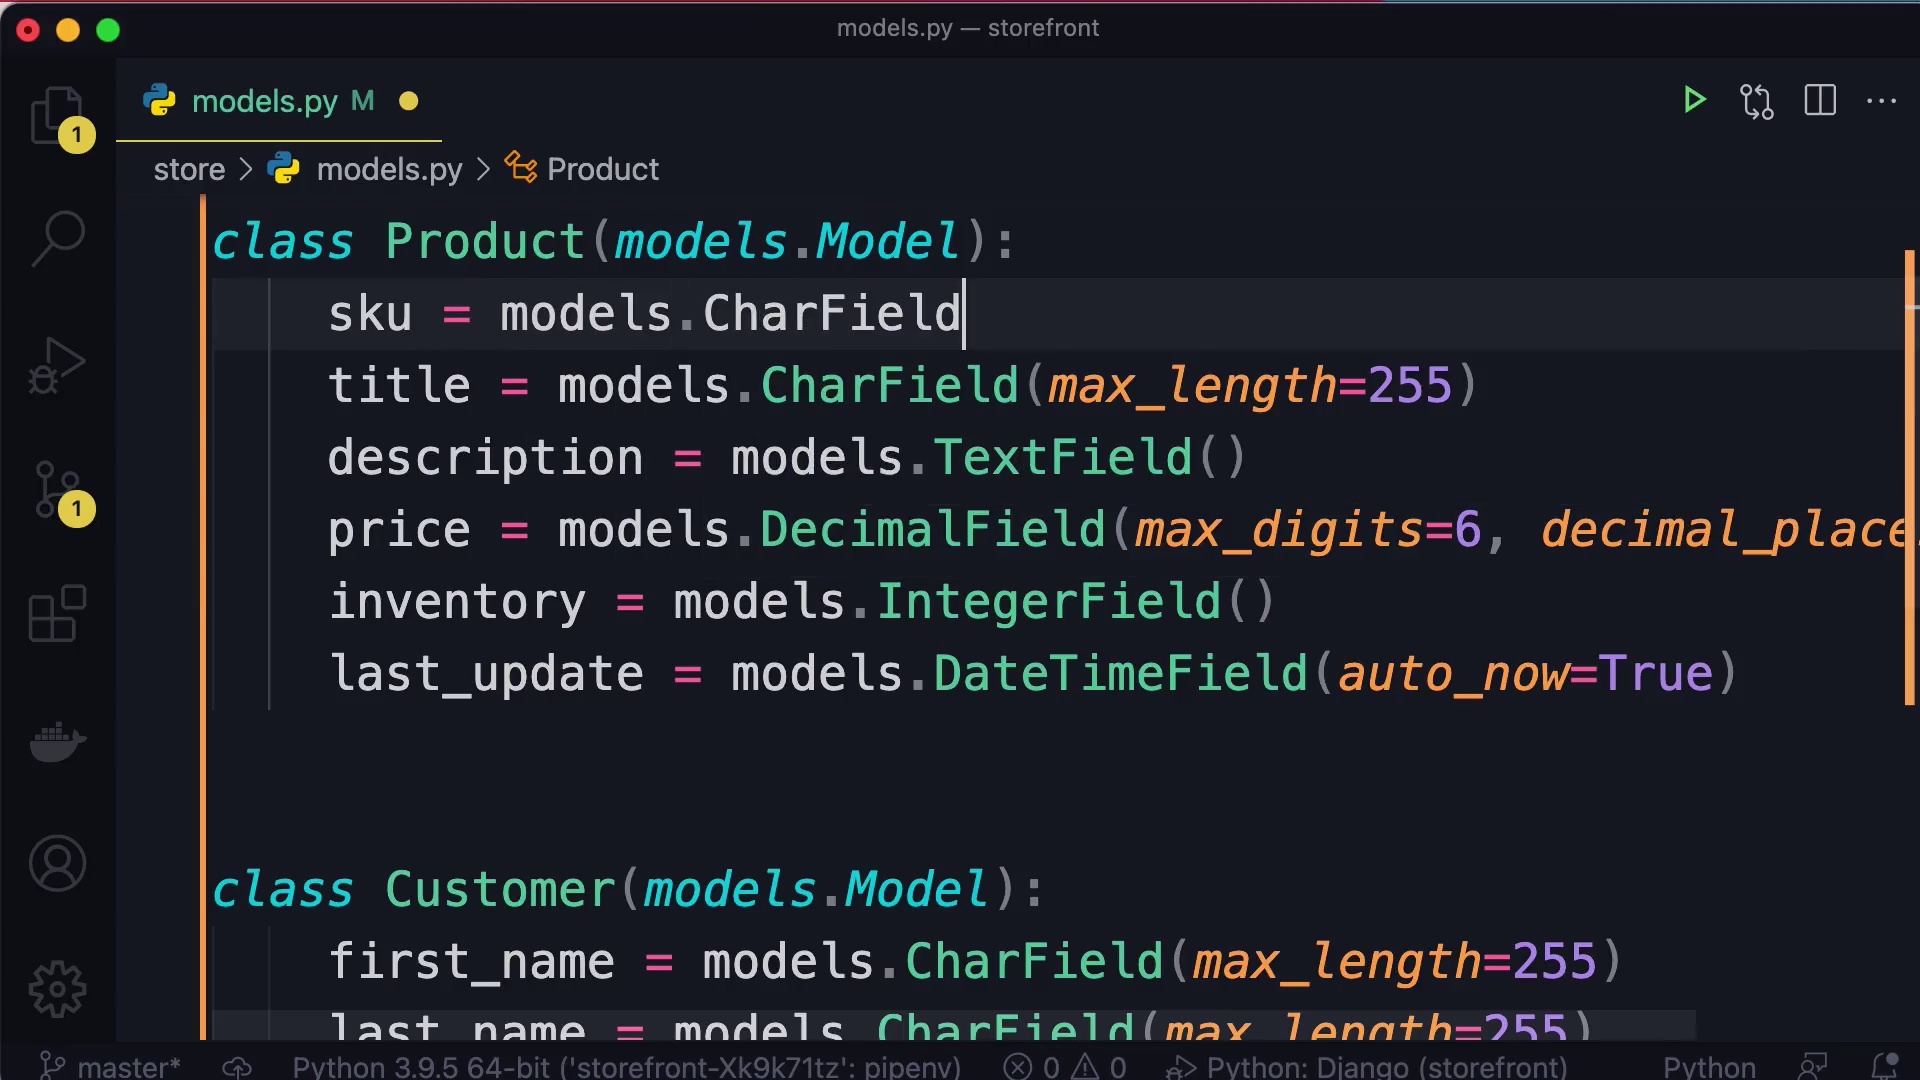 models.py — storefront
models.py M
1
store > models.py > Product
class Product(models.Model):
sku = models.CharField
title = models.CharField(max_length=255)
description = models.TextField()
price = models.DecimalField(max_digits=6, decimal_place
inventory = models.IntegerField()
last_update = models.DateTimeField(auto_now=True)
1
class Customer(models.Model):
first_name = models.CharField(max_length=255)
last_name = models.CharField(max_length=255)
master* Python 3.9.5 64-bit ('storefront-Xk9k71tz': pipenv) 0 0 Python: Django (storefront) Python